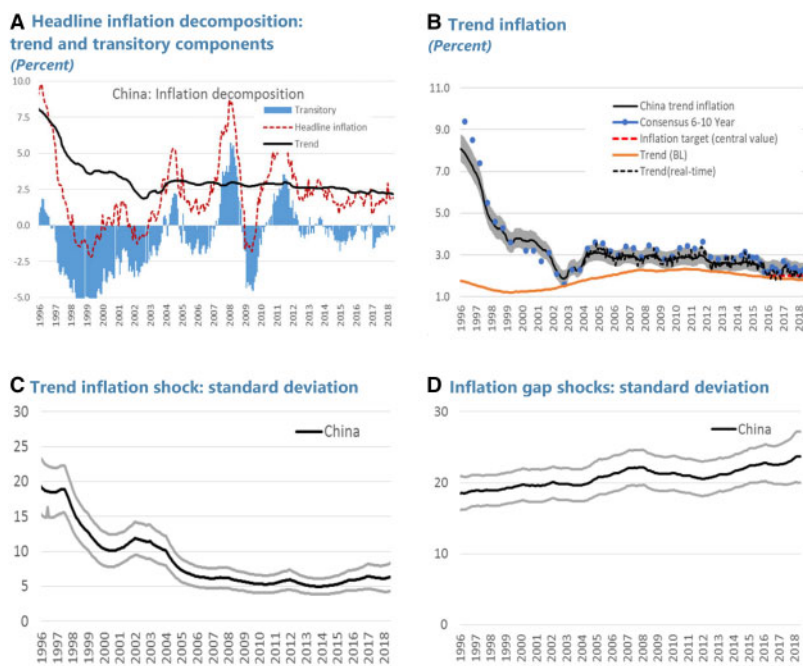 A Headline inflation decomposition:
trend and transitory components
(Percent)
China: Inflation decomposition
Transitory
Headline inflation
Trend
10.0
7.5
5.0
2.5
0.0
-2.5
-5.0
1996 1997 1998 1999 2000 2001 2002 2003 2004 2005 2006 2007 2008 2009 2010 2011 2012 2013 2014 2015 2016 2017 2018
B Trend inflation
(Percent)
China trend inflation
Consensus 6-10 Year
Inflation target (central value)
Trend (BL)
Trend(real-time)
11.0
9.0
7.0
5.0
3.0
1.0
1996 1997 1998 1999 2000 2001 2002 2003 2004 2005 2006 2007 2008 2009 2010 2011 2012 2013 2014 2015 2016 2017 2018
C Trend inflation shock: standard deviation
China
30
25
20
15
10
5
0
1996 1997 1998 1999 2000 2001 2002 2003 2004 2005 2006 2007 2008 2009 2010 2011 2012 2013 2014 2015 2016 2017 2018
D Inflation gap shocks: standard deviation
China
30
20
10
0
1996 1997 1998 1999 2000 2001 2002 2003 2004 2005 2006 2007 2008 2009 2010 2011 2012 2013 2014 2015 2016 2017 2018